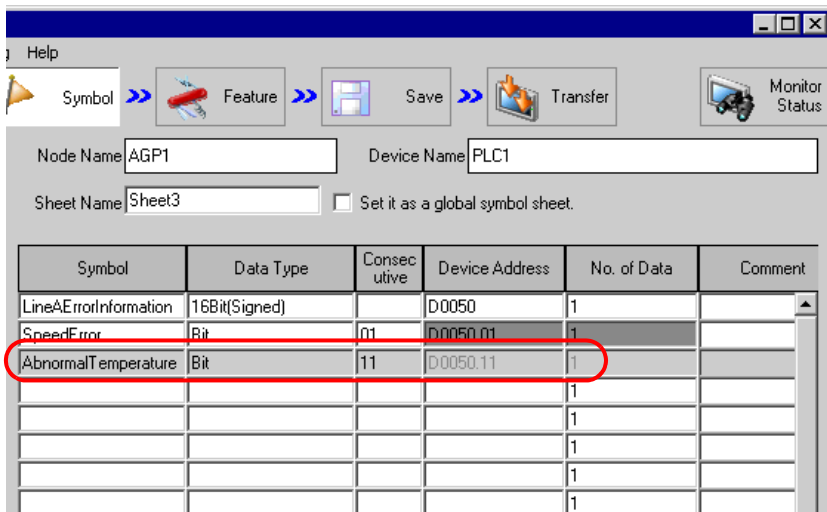 g Help
Symbol Feature Save Transfer Monitor Status
Node Name AGP1 Device Name PLC1
Sheet Name Sheet3 Set it as a global symbol sheet.
Symbol Data Type Consecutive Device Address No. of Data Comment
LineAErrorInformation 16Bit(Signed) D0050 1
SpeedError Bit 01 D0050.01 1
AbnormalTemperature Bit 11 D0050.11 1
1
1
1
1
1